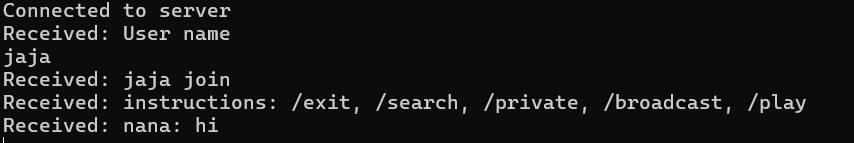 Connected to server
Received: User name
jaja
Received: jaja join
Received: instructions: /exit, /search, /private, /broadcast, /play
Received: nana: hi